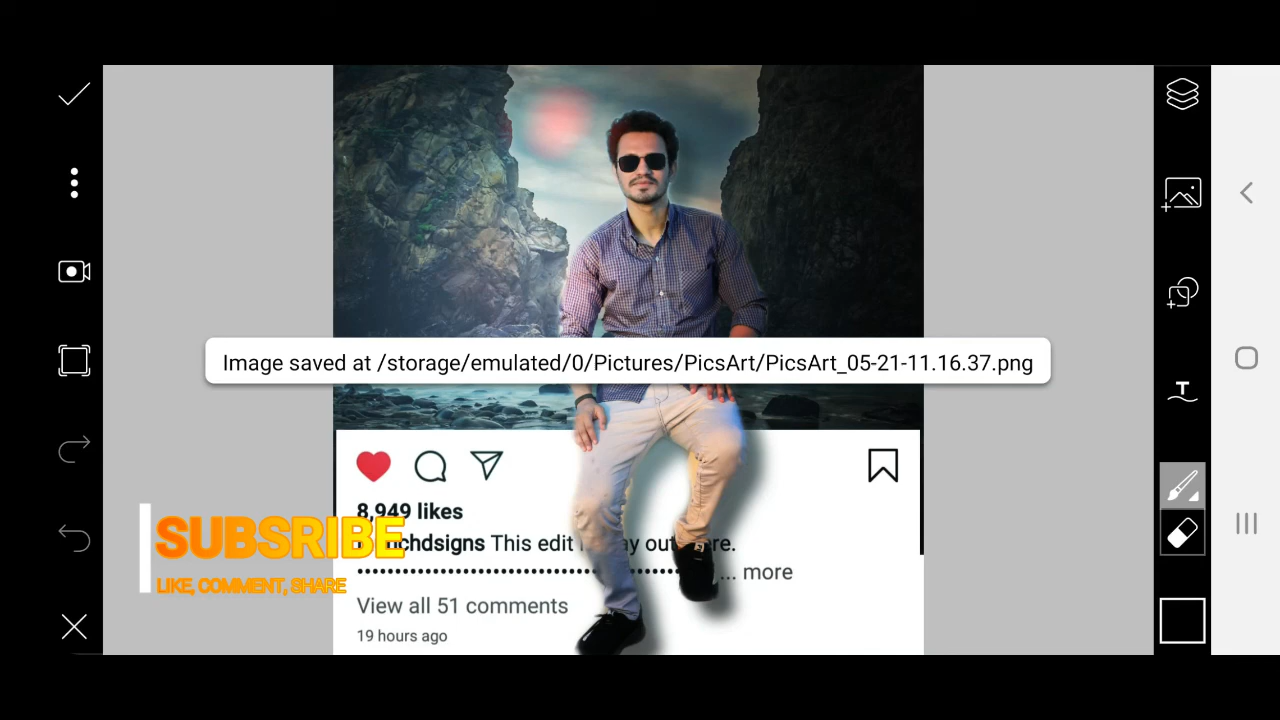 Image saved at /storage/emulated/0/Pictures/PicsArt/PicsArt_05-21-11.16.37.png
8,949 likes
SUBSRIBE
This edit
... more
LIKE, COMMENT, SHARE
View all 51 comments
19 hours ago
T